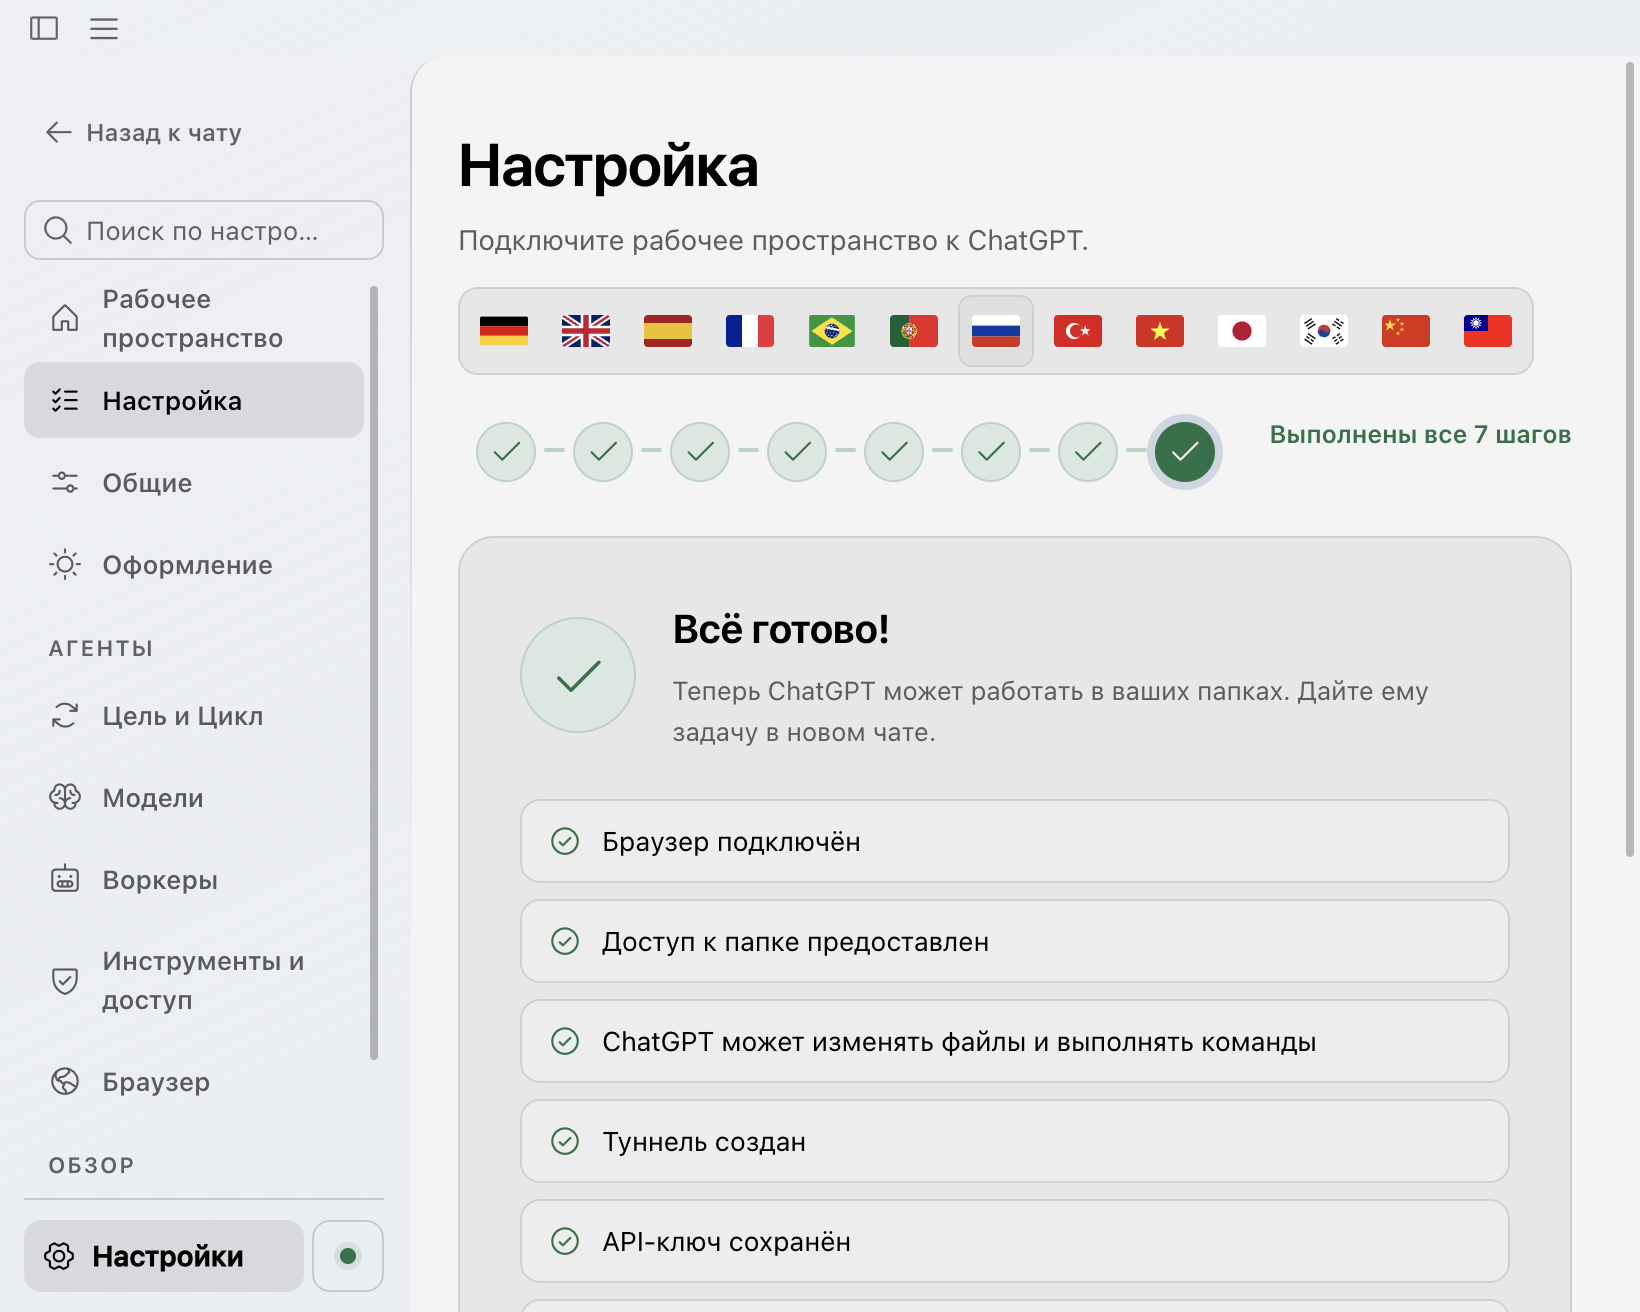 Назад к чату
Поиск по настро...
Рабочее
пространство
Настройка
Общие
Оформление
АГЕНТЫ
Цель и Цикл
Модели
Воркеры
Инструменты и
доступ
Браузер
ОБЗОР
Настройки
Настройка
Подключите рабочее пространство к ChatGPT.
Выполнены все 7 шагов
Всё готово!
Теперь ChatGPT может работать в ваших папках. Дайте ему
задачу в новом чате.
Браузер подключён
Доступ к папке предоставлен
ChatGPT может изменять файлы и выполнять команды
Туннель создан
API-ключ сохранён